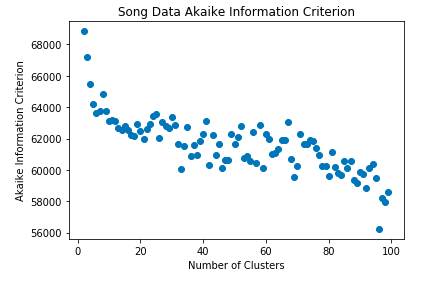 Song Data Akaike Information Criterion
Akaike Information Criterion
68000
66000
64000
62000
60000
58000
56000
0 20 40 60 80 100
Number of Clusters